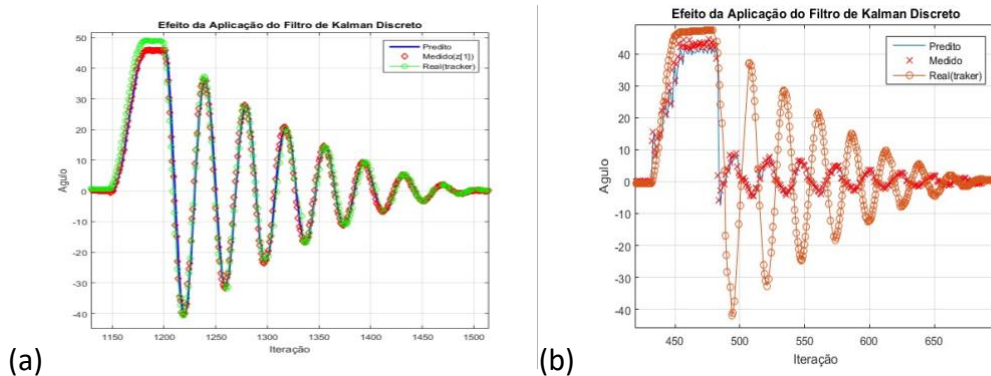 Efeito da Aplicação do Filtro de Kalman Discreto
50
40
30
20
10
0
-10
-20
-30
-40
Agulo
1150
1200
1250
1300
1350
1400
1450
1500
Iteração
Predito
Medido(z[1])
Real(tracker)
(a)
Efeito da Aplicação do Filtro de Kalman Discreto
40
30
20
10
0
-10
-20
-30
-40
Agulo
450
500
550
600
650
Iteração
Predito
Medido
Real(traker)
(b)